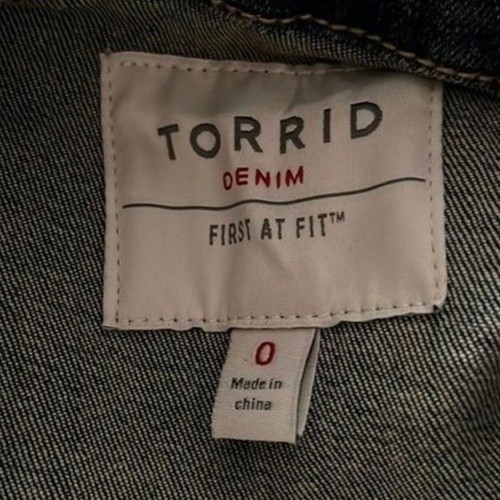 TORRID
DENIM
FIRST AT FIT™
0
Made in
china